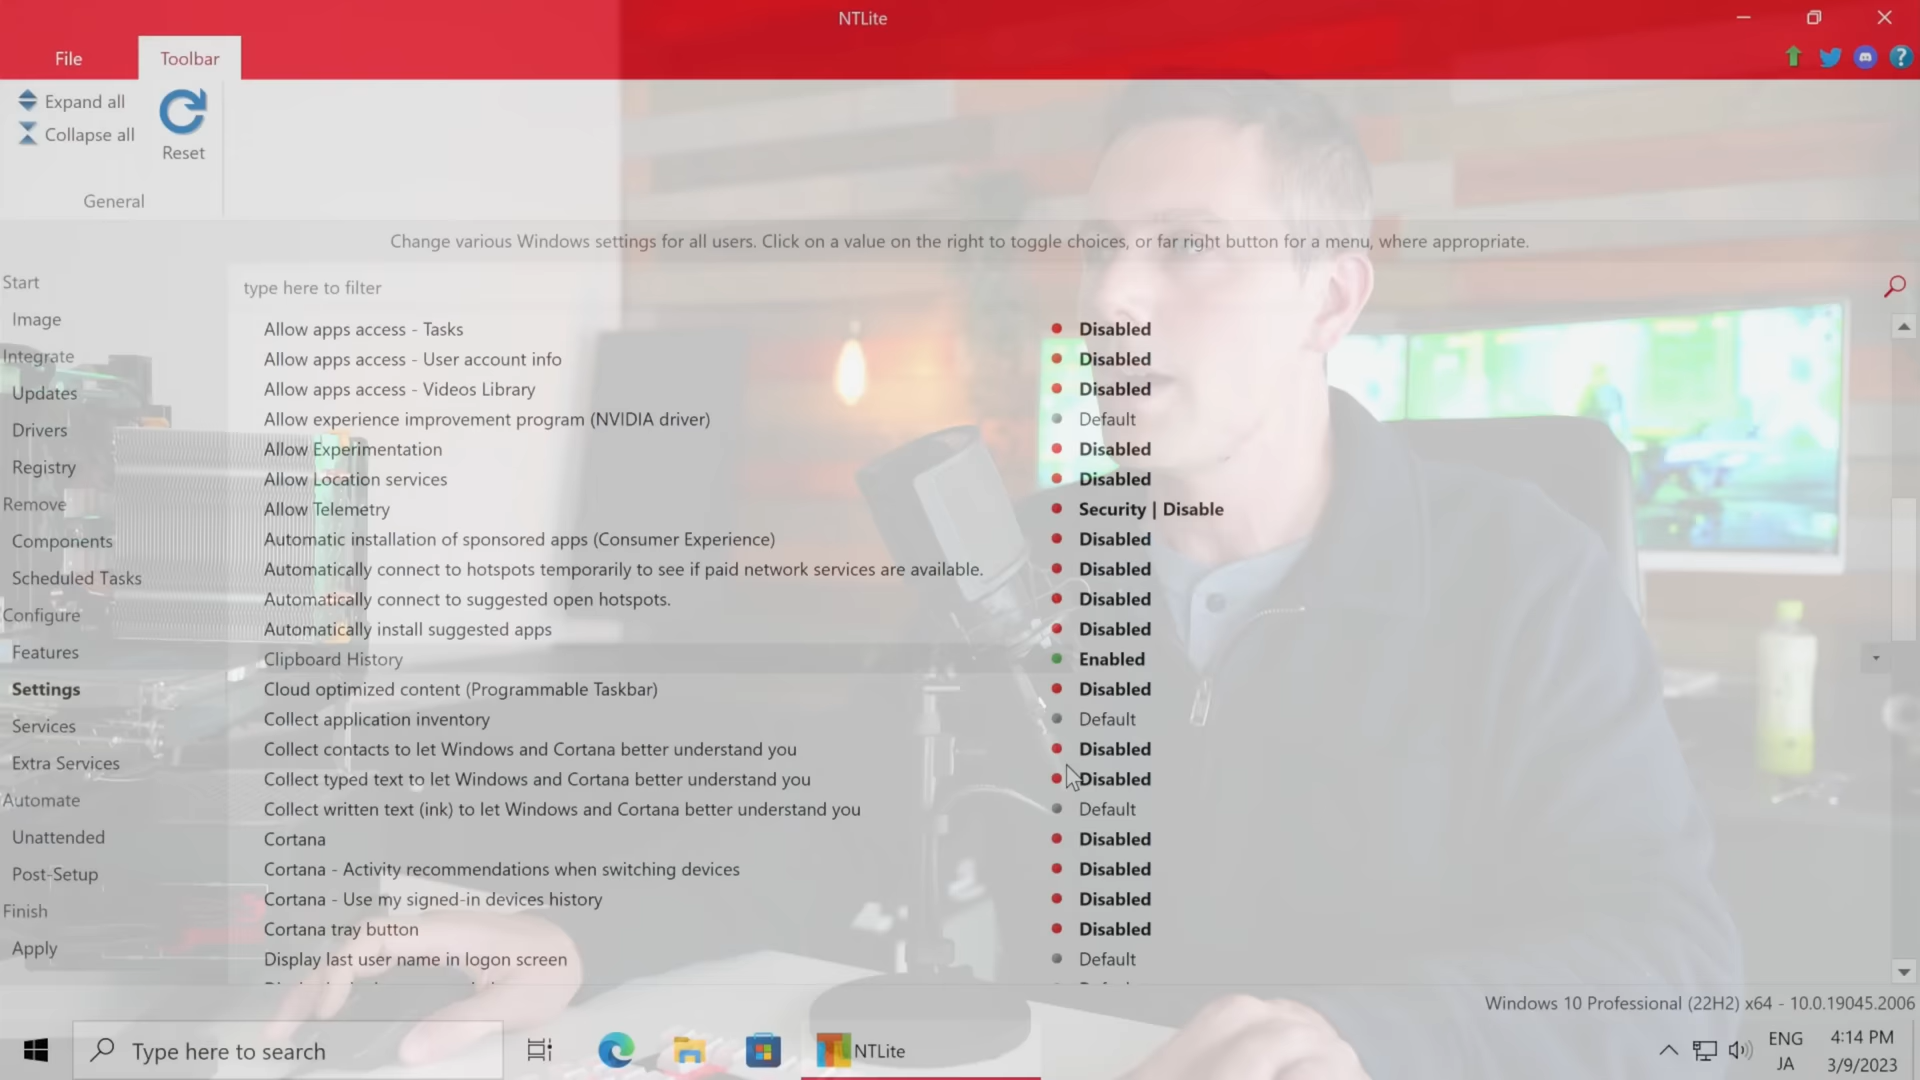 NTLite
File
Toolbar
Expand all
Collapse all
Reset
General
Change various Windows settings for all users. Click on a value on the right to toggle choices, or far right button for a menu, where appropriate.
Start
Image
Integrate
Updates
Drivers
Registry
Remove
Components
Scheduled Tasks
Configure
Features
Settings
Services
Extra Services
Automate
Unattended
Post-Setup
Finish
Apply
type here to filter
Allow apps access - Tasks Disabled
Allow apps access - User account info Disabled
Allow apps access - Videos Library Disabled
Allow experience improvement program (NVIDIA driver) Default
Allow Experimentation Disabled
Allow Location services Disabled
Allow Telemetry Security | Disable
Automatic installation of sponsored apps (Consumer Experience) Disabled
Automatically connect to hotspots temporarily to see if paid network services are available. Disabled
Automatically connect to suggested open hotspots. Disabled
Automatically install suggested apps Disabled
Clipboard History Enabled
Cloud optimized content (Programmable Taskbar) Disabled
Collect application inventory Default
Collect contacts to let Windows and Cortana better understand you Disabled
Collect typed text to let Windows and Cortana better understand you Disabled
Collect written text (ink) to let Windows and Cortana better understand you Default
Cortana Disabled
Cortana - Activity recommendations when switching devices Disabled
Cortana - Use my signed-in devices history Disabled
Cortana tray button Disabled
Display last user name in logon screen Default
Windows 10 Professional (22H2) x64 - 10.0.19045.2006
Type here to search
NTLite
ENG
JA
4:14 PM
3/9/2023